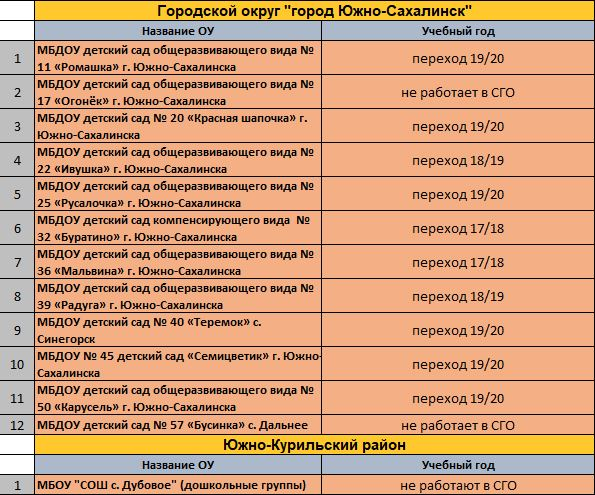 Городской округ "город Южно-Сахалинск"
Название ОУ Учебный год
1 МБДОУ детский сад общеразвивающего вида №
11 «Ромашка» г. Южно-Сахалинска переход 19/20
2 МБДОУ детский сад общеразвивающего вида №
17 «Огонёк» г. Южно-Сахалинска не работает в СГО
3 МБДОУ детский сад № 20 «Красная шапочка» г.
Южно-Сахалинска переход 19/20
4 МБДОУ детский сад общеразвивающего вида №
22 «Ивушка» г. Южно-Сахалинска переход 18/19
5 МБДОУ детский сад общеразвивающего вида №
25 «Русалочка» г. Южно-Сахалинска переход 19/20
6 МБДОУ детский сад компенсирующего вида №
32 «Буратино» г. Южно-Сахалинска переход 17/18
7 МБДОУ детский сад общеразвивающего вида №
36 «Мальвина» г. Южно-Сахалинска переход 17/18
8 МБДОУ детский сад общеразвивающего вида №
39 «Радуга» г. Южно-Сахалинска переход 18/19
9 МБДОУ детский сад № 40 «Теремок» с.
Синегорск переход 19/20
10 МБДОУ № 45 детский сад «Семицветик» г. Южно-
Сахалинска переход 19/20
11 МБДОУ детский сад общеразвивающего вида №
50 «Карусель» г. Южно-Сахалинска переход 19/20
12 МБДОУ детский сад № 57 «Бусинка» с. Дальнее не работает в СГО
Южно-Курильский район
Название ОУ Учебный год
1 МБОУ "СОШ с. Дубовое" (дошкольные группы) не работают в СГО